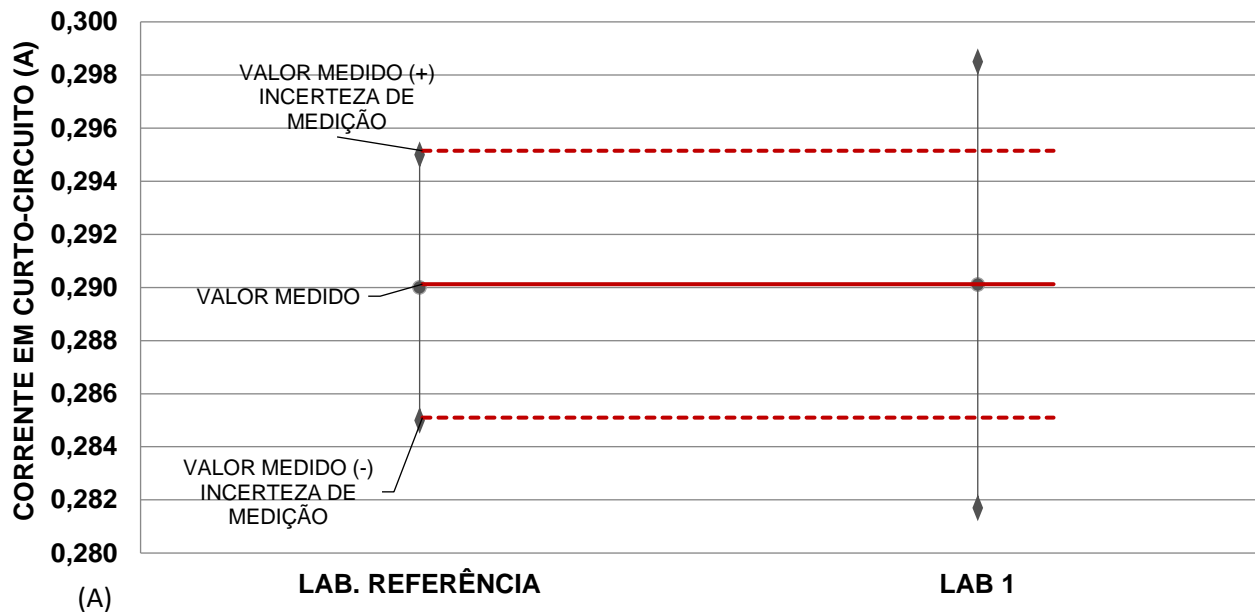 CORRENTE EM CURTO-CIRCUITO (A)
0,300
0,298
0,296
0,294
0,292
0,290
0,288
0,286
0,284
0,282
0,280
VALOR MEDIDO (+)
INCERTEZA DE
MEDIÇÃO
VALOR MEDIDO
VALOR MEDIDO (-)
INCERTEZA DE
MEDIÇÃO
LAB. REFERÊNCIA
LAB 1
(A)